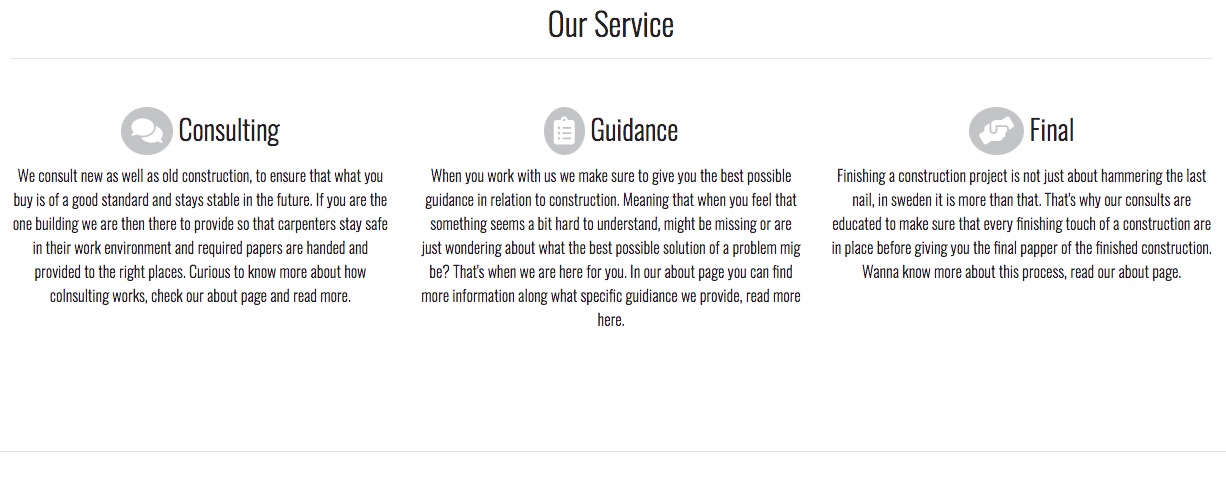 Our Service
Consulting
We consult new as well as old construction, to ensure that what you
buy is of a good standard and stays stable in the future. If you are the
one building we are then there to provide so that carpenters stay safe
in their work environment and required papers are handed and
provided to the right places. Curious to know more about how
colnsulting works, check our about page and read more.
Guidance
When you work with us we make sure to give you the best possible
guidance in relation to construction. Meaning that when you feel that
something seems a bit hard to understand, might be missing or are
just wondering about what the best possible solution of a problem mig
be? That's when we are here for you. In our about page you can find
more information along what specific guidiance we provide, read more
here.
Final
Finishing a construction project is not just about hammering the last
nail, in sweden it is more than that. That's why our consults are
educated to make sure that every finishing touch of a construction are
in place before giving you the final papper of the finished construction.
Wanna know more about this process, read our about page.